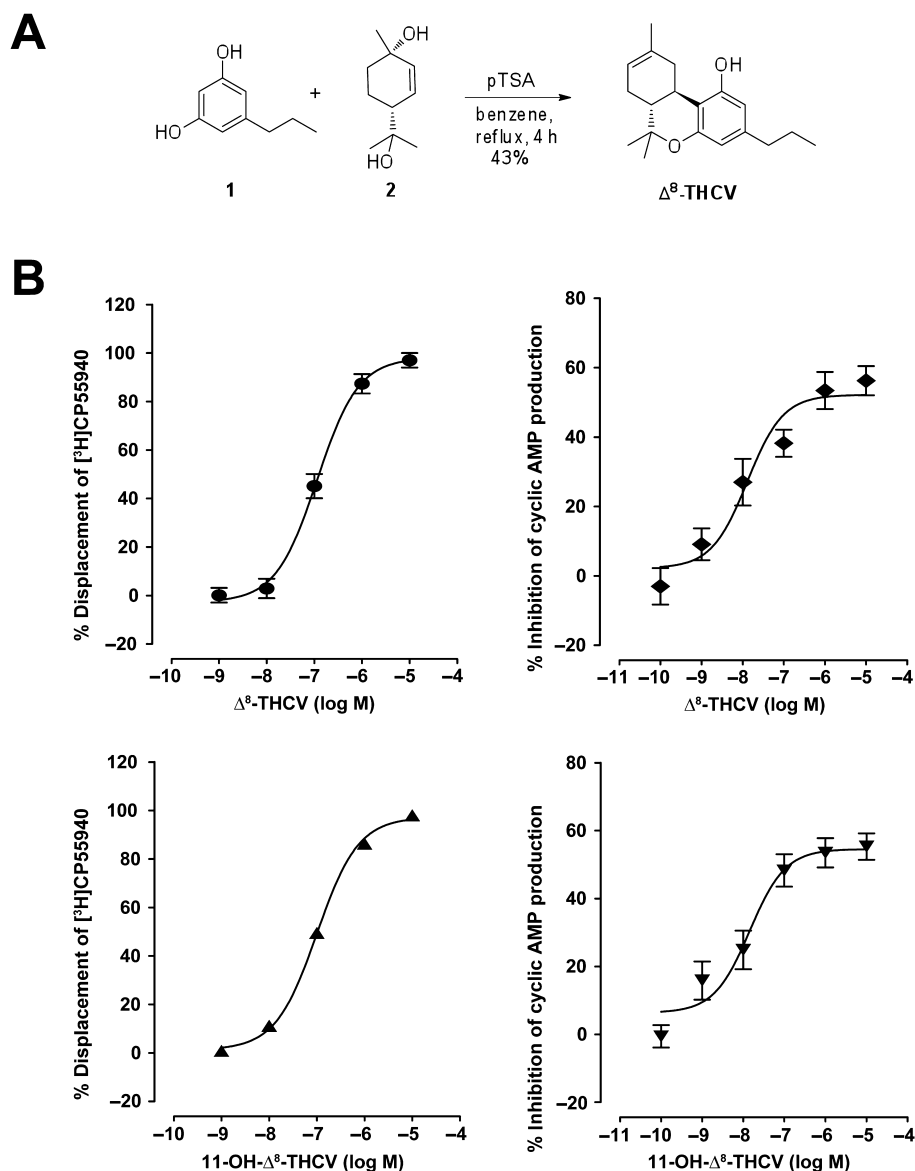 A
OH
HO
1
+
OH
HO
2
pTSA
benzene,
reflux, 4 h
43%
OH
O
Δ⁸-THCV
B
% Displacement of [³H]CP55940
120
100
80
60
40
20
0
–20
–10 –9 –8 –7 –6 –5 –4
Δ⁸-THCV (log M)
% Inhibition of cyclic AMP production
80
60
40
20
0
–20
–11 –10 –9 –8 –7 –6 –5 –4
Δ⁸-THCV (log M)
% Displacement of [³H]CP55940
120
100
80
60
40
20
0
–20
–10 –9 –8 –7 –6 –5 –4
11-OH-Δ⁸-THCV (log M)
% Inhibition of cyclic AMP production
80
60
40
20
0
–20
–11 –10 –9 –8 –7 –6 –5 –4
11-OH-Δ⁸-THCV (log M)